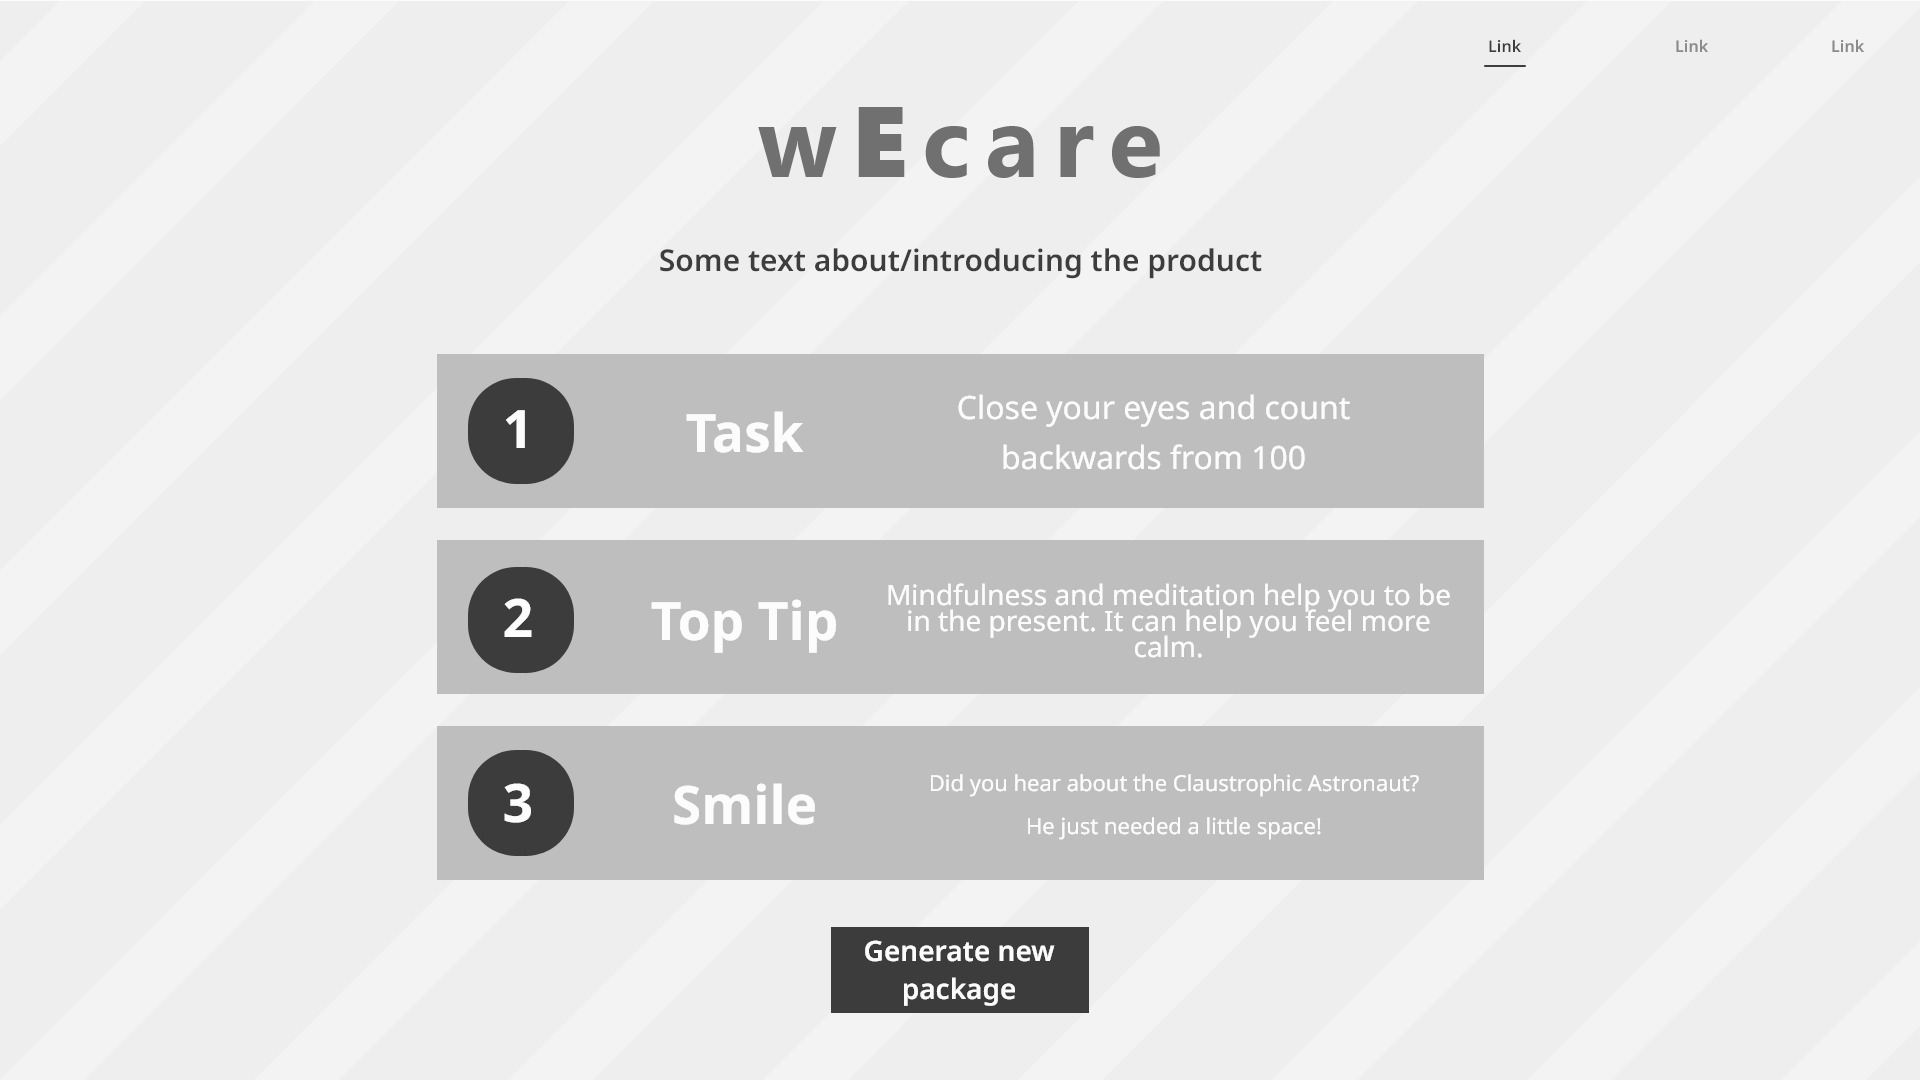 Link Link Link
wEcare
Some text about/introducing the product
1
Task
Close your eyes and count
backwards from 100
2
Top Tip
Mindfulness and meditation help you to be
in the present. It can help you feel more
calm.
3
Smile
Did you hear about the Claustrophic Astronaut?
He just needed a little space!
Generate new
package